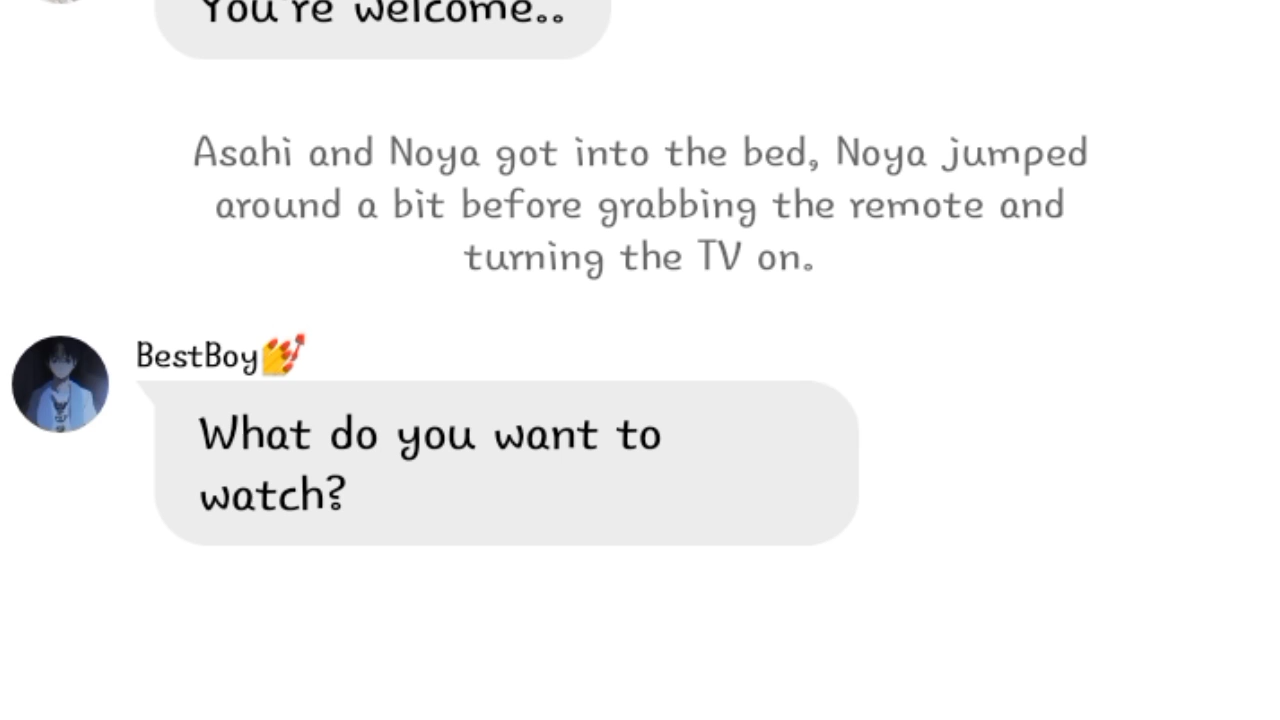 You're welcome..
Asahi and Noya got into the bed, Noya jumped
around a bit before grabbing the remote and
turning the TV on.
BestBoy💅
What do you want to
watch?